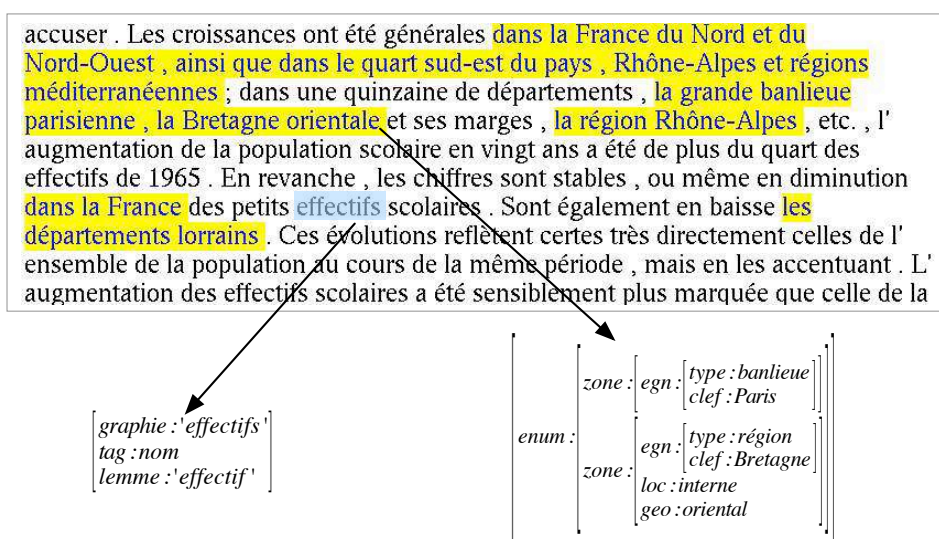 accuser . Les croissances ont été générales dans la France du Nord et du
Nord-Ouest , ainsi que dans le quart sud-est du pays , Rhône-Alpes et régions
méditerranéennes ; dans une quinzaine de départements , la grande banlieue
parisienne , la Bretagne orientale et ses marges , la région Rhône-Alpes , etc. , l'
augmentation de la population scolaire en vingt ans a été de plus du quart des
effectifs de 1965 . En revanche , les chiffres sont stables , ou même en diminution
dans la France des petits effectifs scolaires . Sont également en baisse les
départements lorrains . Ces évolutions reflètent certes très directement celles de l'
ensemble de la population au cours de la même période , mais en les accentuant . L'
augmentation des effectifs scolaires a été sensiblement plus marquée que celle de la
graphie :'effectifs'
tag :nom
lemme :'effectif '
enum :
zone :
egn :
type :banlieue
clef :Paris
zone :
egn :
type :région
clef :Bretagne
loc :interne
geo :oriental